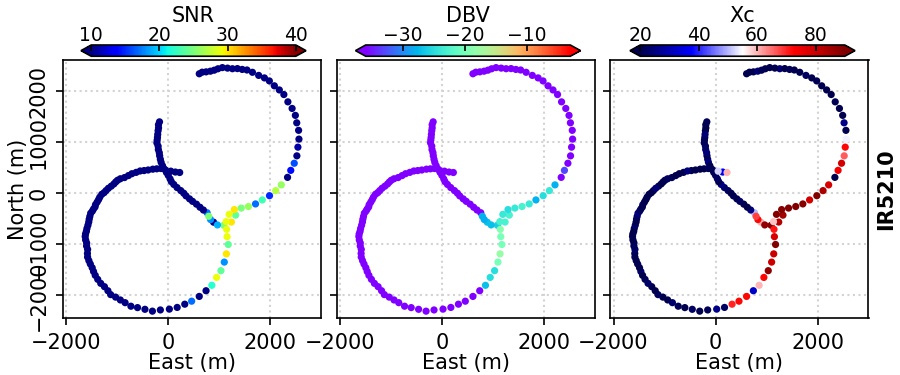 SNR
10 20 30 40
DBV
−30 −20 −10
Xc
20 40 60 80
North (m)
2000
1000
0
−1000
−2000
−2000 0 2000
East (m)
−2000 0 2000
East (m)
−2000 0 2000
East (m)
IR5210